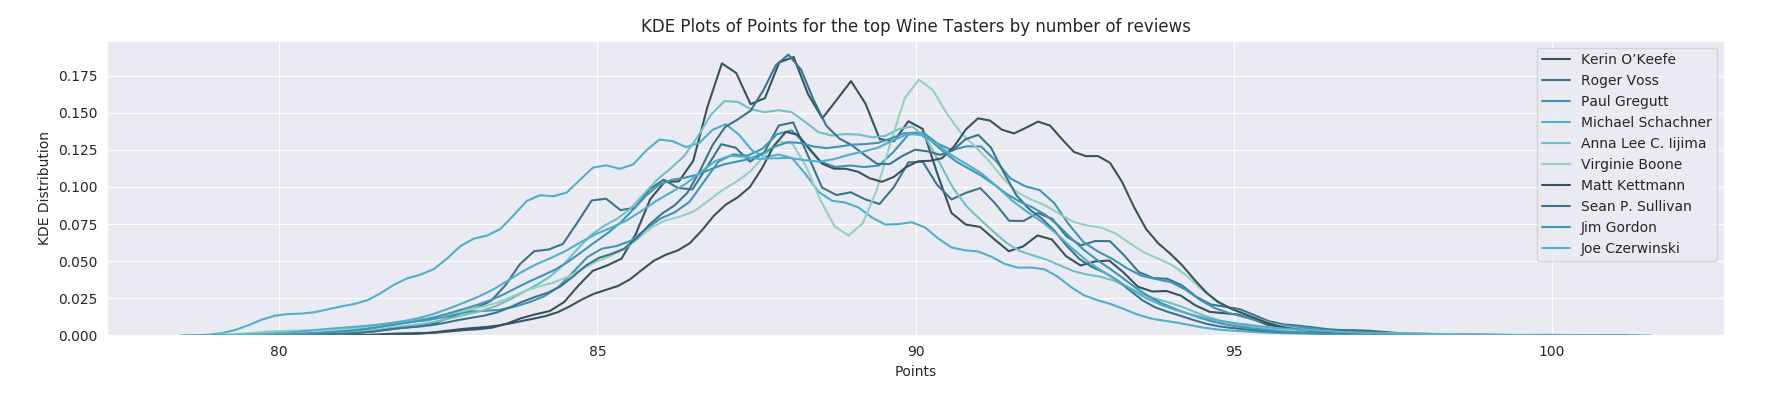 KDE Plots of Points for the top Wine Tasters by number of reviews
KDE Distribution
0.175
0.150
0.125
0.100
0.075
0.050
0.025
0.000
80
85
90
95
100
Points
Kerin O’Keefe
Roger Voss
Paul Gregutt
Michael Schachner
Anna Lee C. Iijima
Virginie Boone
Matt Kettmann
Sean P. Sullivan
Jim Gordon
Joe Czerwinski